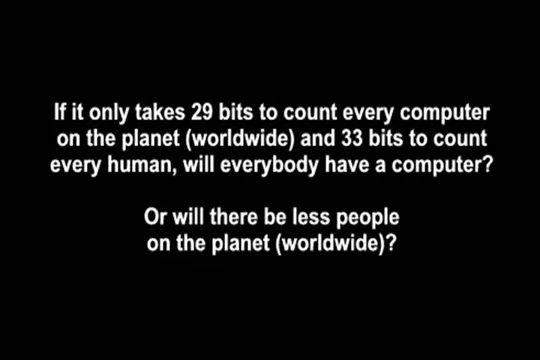 If it only takes 29 bits to count every computer
on the planet (worldwide) and 33 bits to count
every human, will everybody have a computer?
Or will there be less people
on the planet (worldwide)?